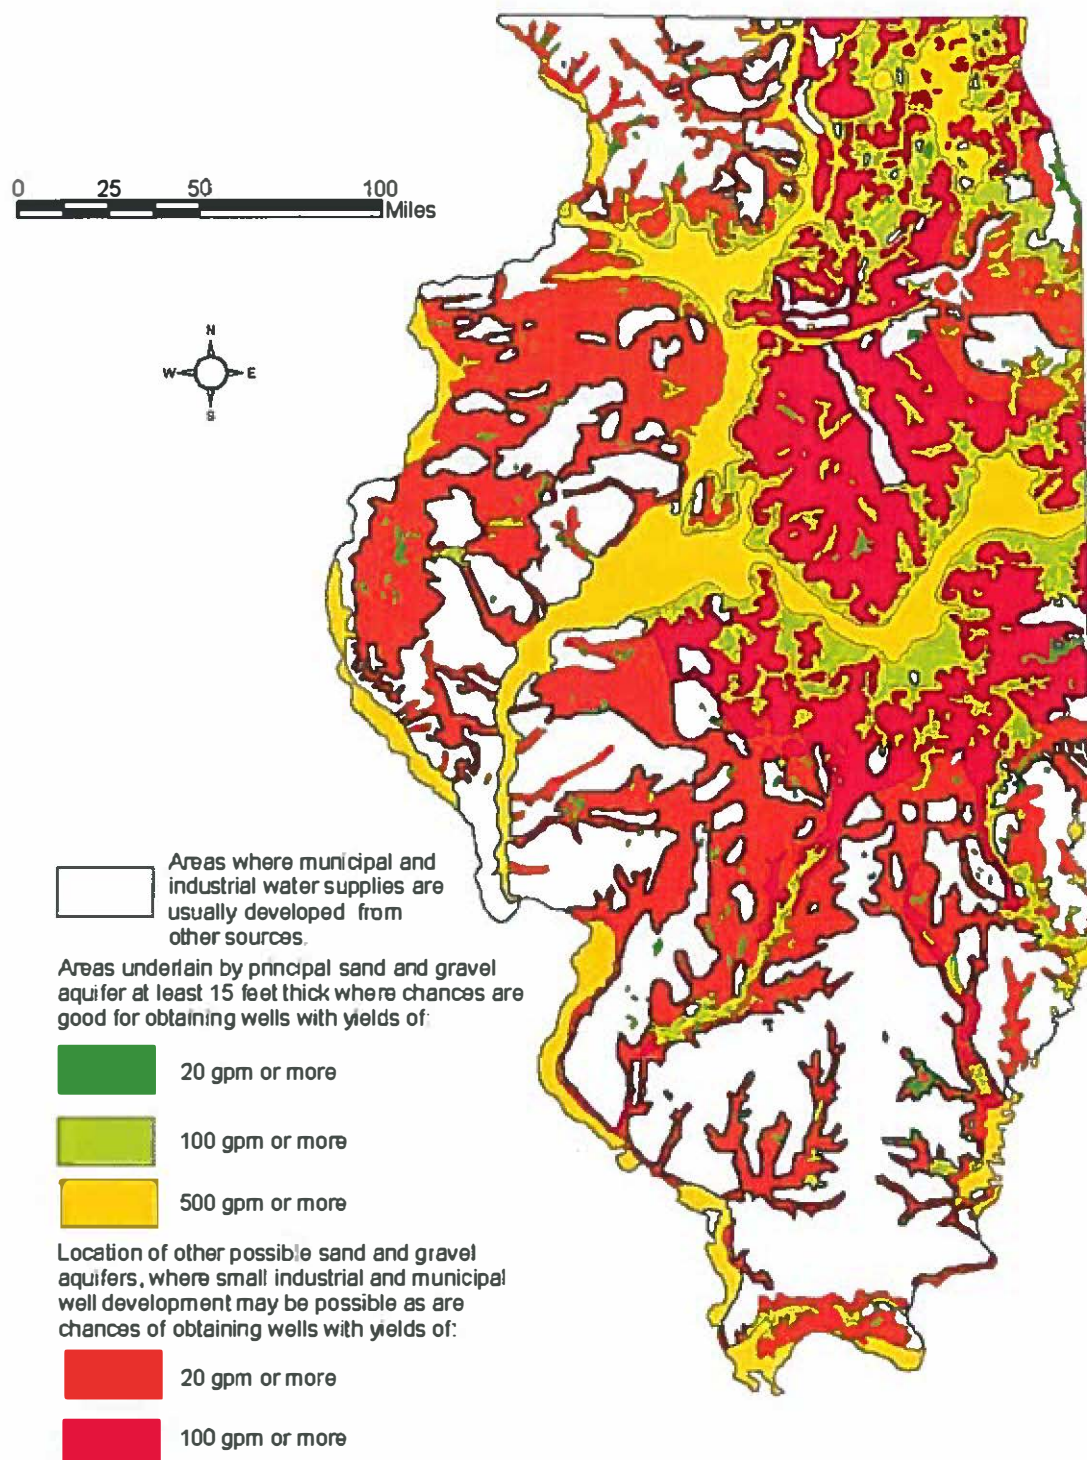 0 25 50 100
Miles
N
W E
S
Areas where municipal and
industrial water supplies are
usually developed from
other sources.
Areas underlain by principal sand and gravel
aquifer at least 15 feet thick where chances are
good for obtaining wells with yields of:
20 gpm or more
100 gpm or more
500 gpm or more
Location of other possible sand and gravel
aquifers, where small industrial and municipal
well development may be possible as are
chances of obtaining wells with yields of:
20 gpm or more
100 gpm or more